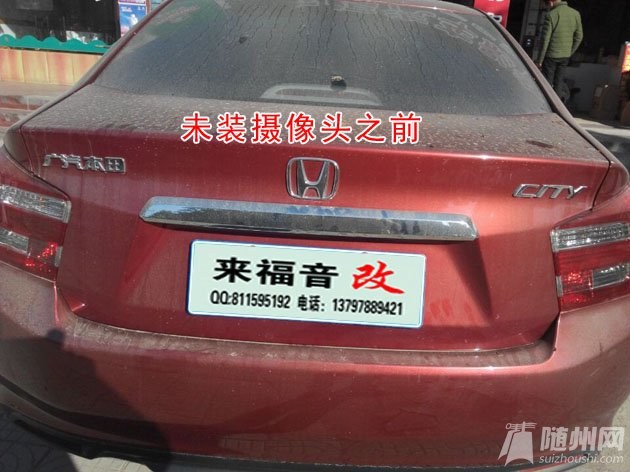 未装摄像头之前
广汽本田
CITY
来福音 改
QQ:811595192 电话：13797889421
随州网
suizhoushi.com